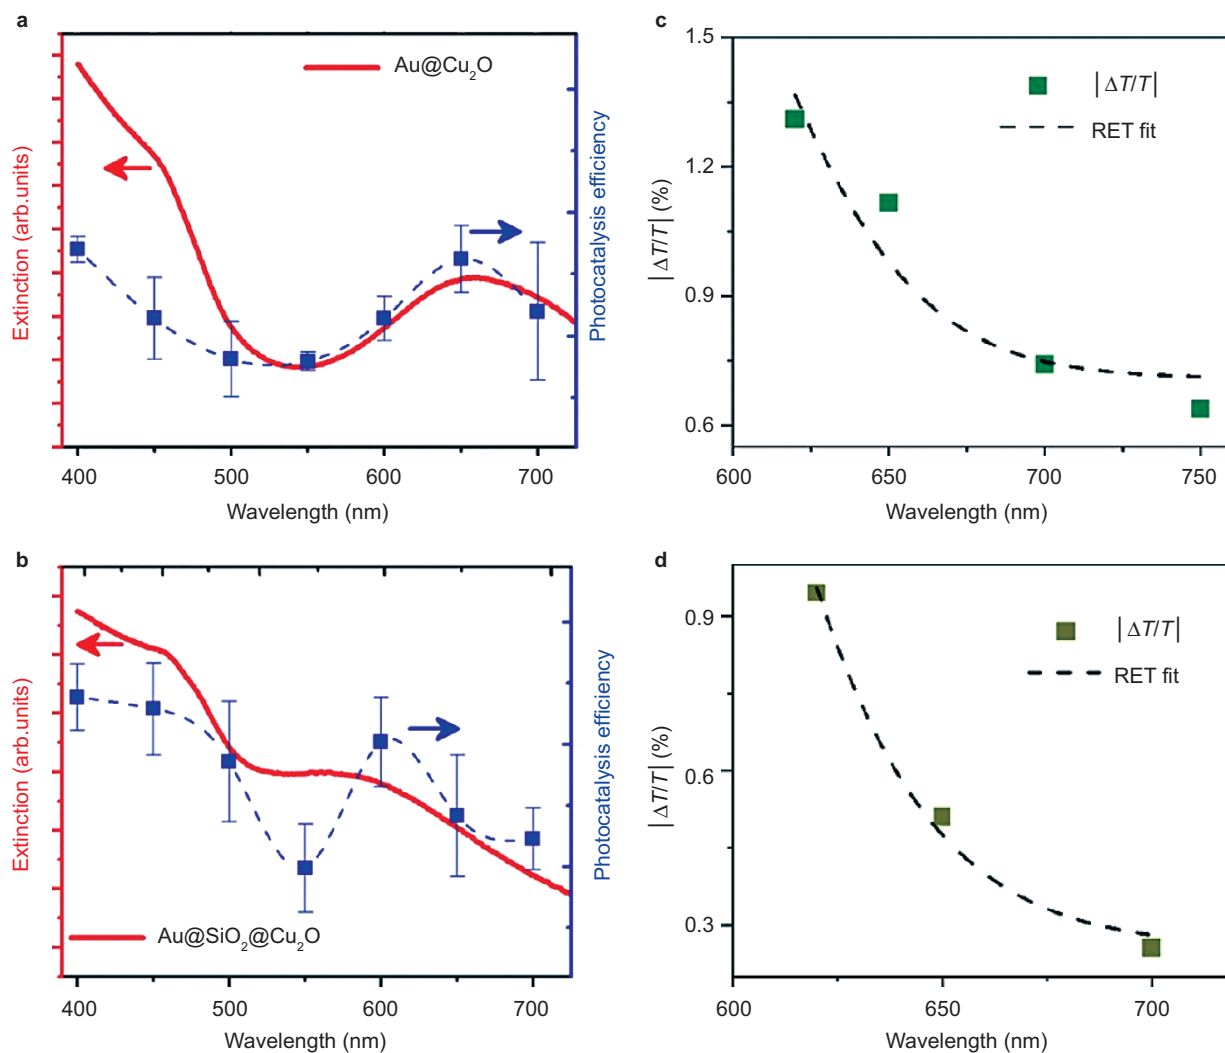 a
Au@Cu₂O
Extinction (arb.units)
Photocatalysis efficiency
400 500 600 700
Wavelength (nm)
c
1.5
1.2
0.9
0.6
|ΔT/T| (%)
|ΔT/T|
RET fit
600 650 700 750
Wavelength (nm)
b
Extinction (arb.units)
Photocatalysis efficiency
Au@SiO₂@Cu₂O
400 500 600 700
Wavelength (nm)
d
0.9
0.6
0.3
|ΔT/T| (%)
|ΔT/T|
RET fit
600 650 700
Wavelength (nm)